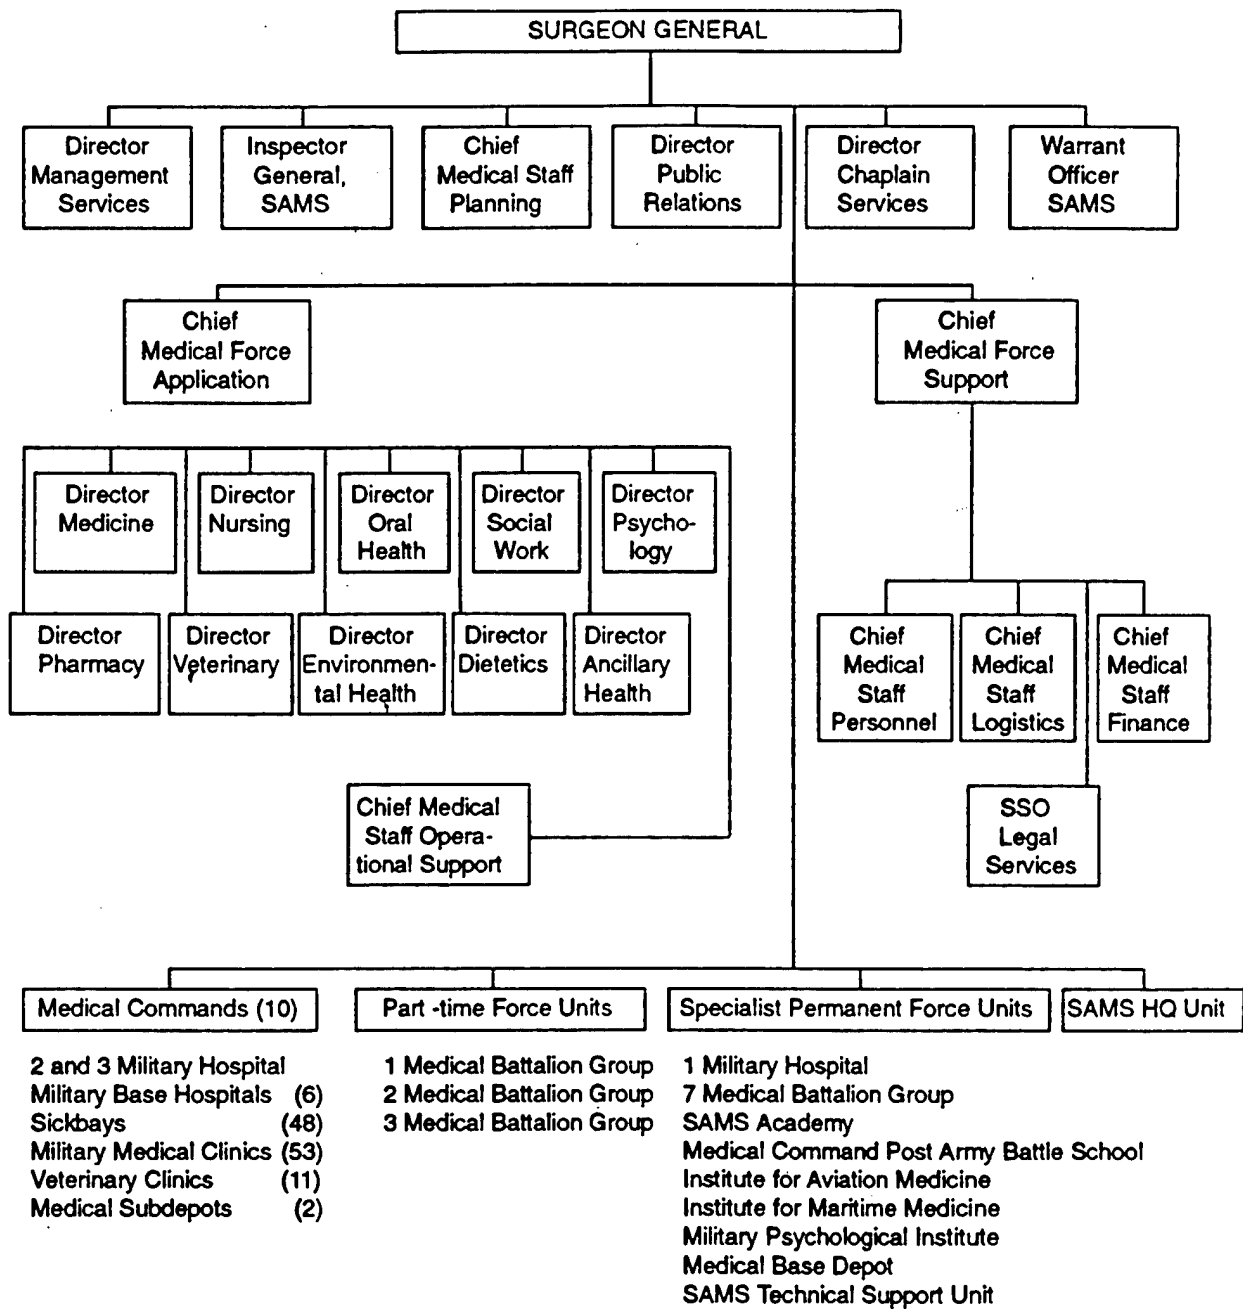 SURGEON GENERAL
Director
Management
Services
Inspector
General,
SAMS
Chief
Medical Staff
Planning
Director
Public
Relations
Director
Chaplain
Services
Warrant
Officer
SAMS
Chief
Medical Force
Application
Chief
Medical Force
Support
Director
Medicine
Director
Nursing
Director
Oral
Health
Director
Social
Work
Director
Psycho-
logy
Director
Pharmacy
Director
Veterinary
Director
Environmen-
tal Health
Director
Dietetics
Director
Ancillary
Health
Chief
Medical
Staff
Personnel
Chief
Medical
Staff
Logistics
Chief
Medical
Staff
Finance
Chief Medical
Staff Opera-
tional Support
SSO
Legal
Services
Medical Commands (10)
2 and 3 Military Hospital
Military Base Hospitals (6)
Sickbays (48)
Military Medical Clinics (53)
Veterinary Clinics (11)
Medical Subdepots (2)
Part -time Force Units
1 Medical Battalion Group
2 Medical Battalion Group
3 Medical Battalion Group
Specialist Permanent Force Units
1 Military Hospital
7 Medical Battalion Group
SAMS Academy
Medical Command Post Army Battle School
Institute for Aviation Medicine
Institute for Maritime Medicine
Military Psychological Institute
Medical Base Depot
SAMS Technical Support Unit
SAMS HQ Unit